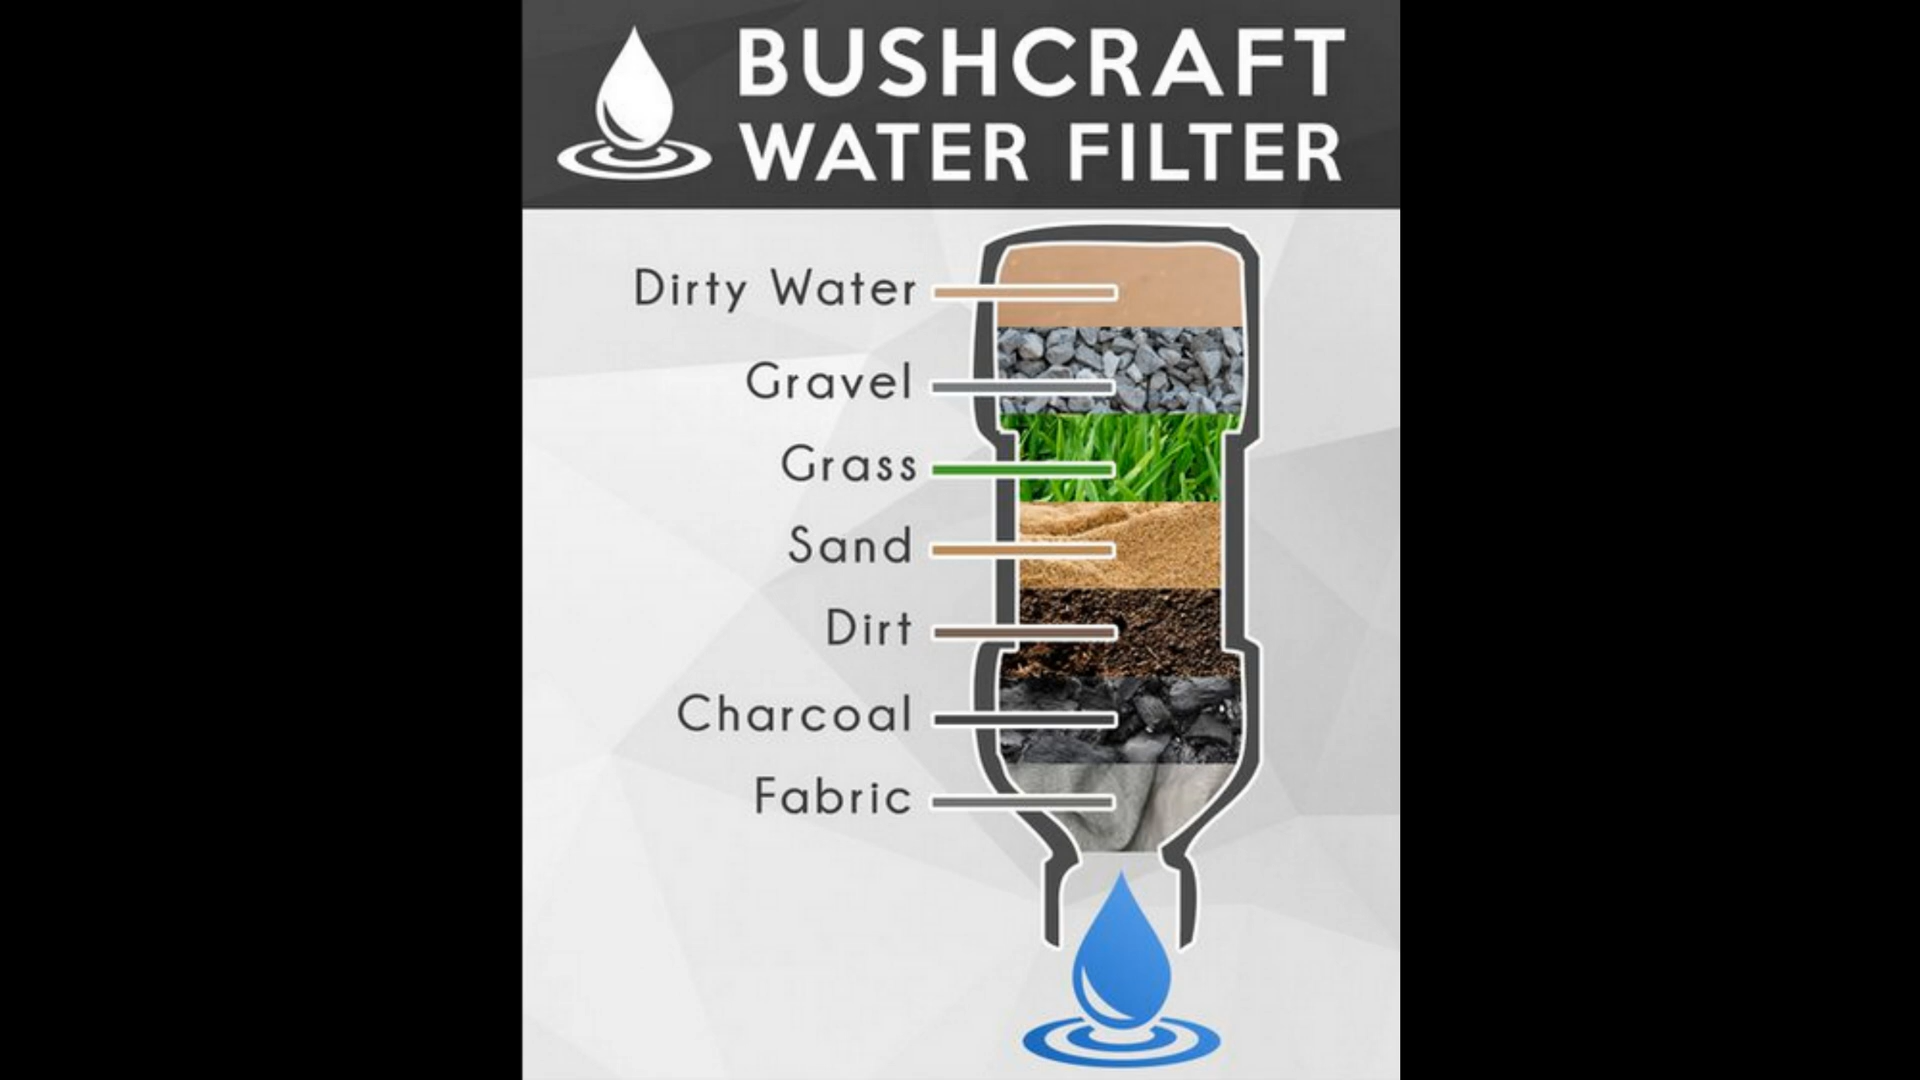 BUSHCRAFT
WATER FILTER
Dirty Water
Gravel
Grass
Sand
Dirt
Charcoal
Fabric